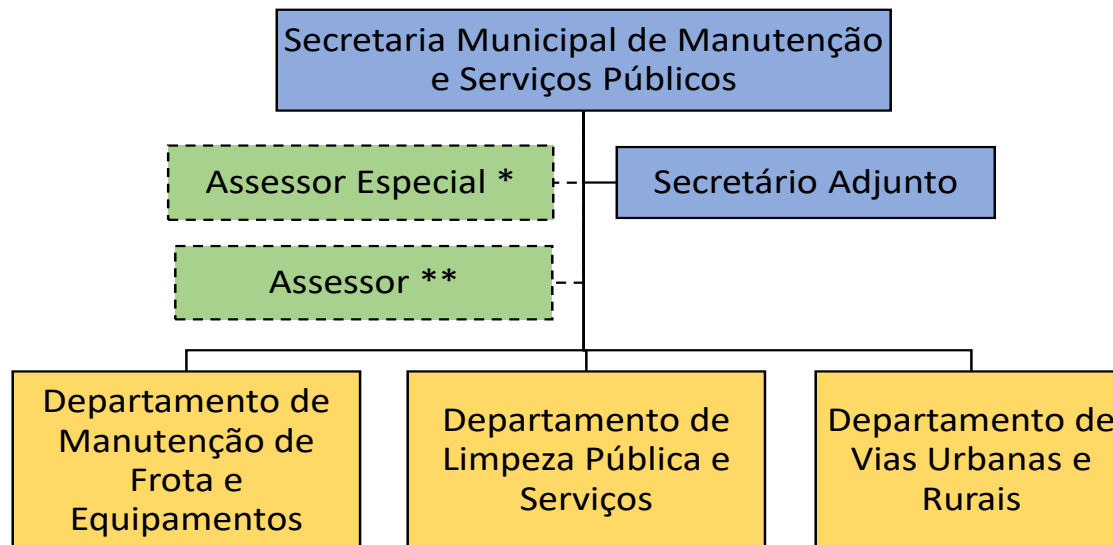 Secretaria Municipal de Manutenção
e Serviços Públicos
Assessor Especial *
Secretário Adjunto
Assessor **
Departamento de
Manutenção de
Frota e
Equipamentos
Departamento de
Limpeza Pública e
Serviços
Departamento de
Vias Urbanas e
Rurais